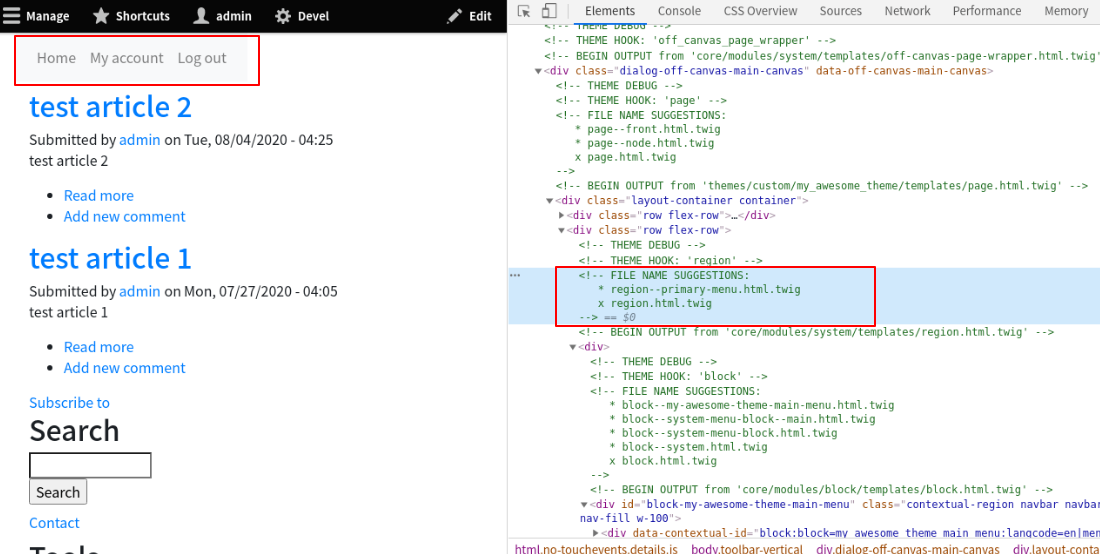 Manage Shortcuts admin Devel Edit
Home My account Log out
test article 2
Submitted by admin on Tue, 08/04/2020 - 04:25
test article 2
• Read more
• Add new comment
test article 1
Submitted by admin on Mon, 07/27/2020 - 04:05
test article 1
• Read more
• Add new comment
Subscribe to
Search
Search
Contact
Tools
Elements Console CSS Overview Sources Network Performance Memory
<!-- THEME DEBUG -->
<!-- THEME HOOK: 'off_canvas_page_wrapper' -->
<!-- BEGIN OUTPUT from 'core/modules/system/templates/off-canvas-page-wrapper.html.twig'
▼<div class="dialog-off-canvas-main-canvas" data-off-canvas-main-canvas>
<!-- THEME DEBUG -->
<!-- THEME HOOK: 'page' -->
<!-- FILE NAME SUGGESTIONS:
* page--front.html.twig
* page--node.html.twig
x page.html.twig
-->
<!-- BEGIN OUTPUT from 'themes/custom/my_awesome_theme/templates/page.html.twig' -->
▼<div class="layout-container container">
▶<div class="row flex-row">…</div>
▼<div class="row flex-row">
<!-- THEME DEBUG -->
<!-- THEME HOOK: 'region' -->
… <!-- FILE NAME SUGGESTIONS:
* region--primary-menu.html.twig
x region.html.twig
--> == $0
<!-- BEGIN OUTPUT from 'core/modules/system/templates/region.html.twig' -->
▼<div>
<!-- THEME DEBUG -->
<!-- THEME HOOK: 'block' -->
<!-- FILE NAME SUGGESTIONS:
* block--my-awesome-theme-main-menu.html.twig
* block--system-menu-block--main.html.twig
* block--system-menu-block.html.twig
* block--system.html.twig
x block.html.twig
-->
<!-- BEGIN OUTPUT from 'core/modules/block/templates/block.html.twig' -->
▼<div id="block-my-awesome-theme-main-menu" class="contextual-region navbar navbar
nav-fill w-100">
▶<div data-contextual-id="block:block=my_awesome_theme_main_menu:langcode=en|men
html.no-touchevents.details.js body.toolbar-vertical div.dialog-off-canvas-main-canvas div.layout-conta